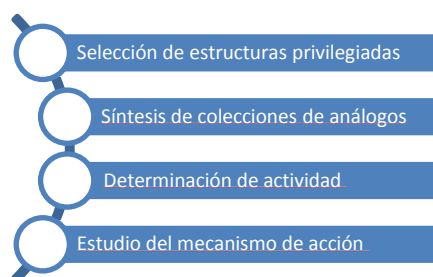 Selección de estructuras privilegiadas
Síntesis de colecciones de análogos
Determinación de actividad
Estudio del mecanismo de acción